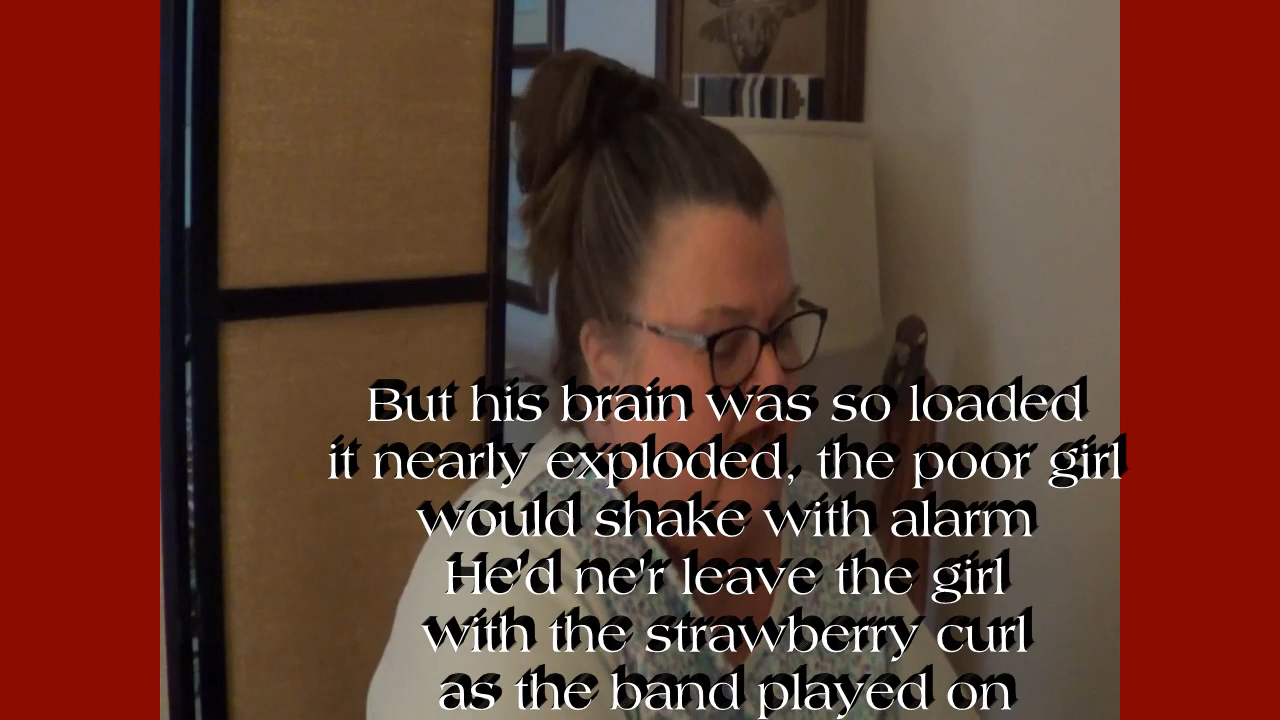 But his brain was so loaded
it nearly exploded, the poor girl
would shake with alarm
He'd ne'r leave the girl
with the strawberry curl
as the band played on